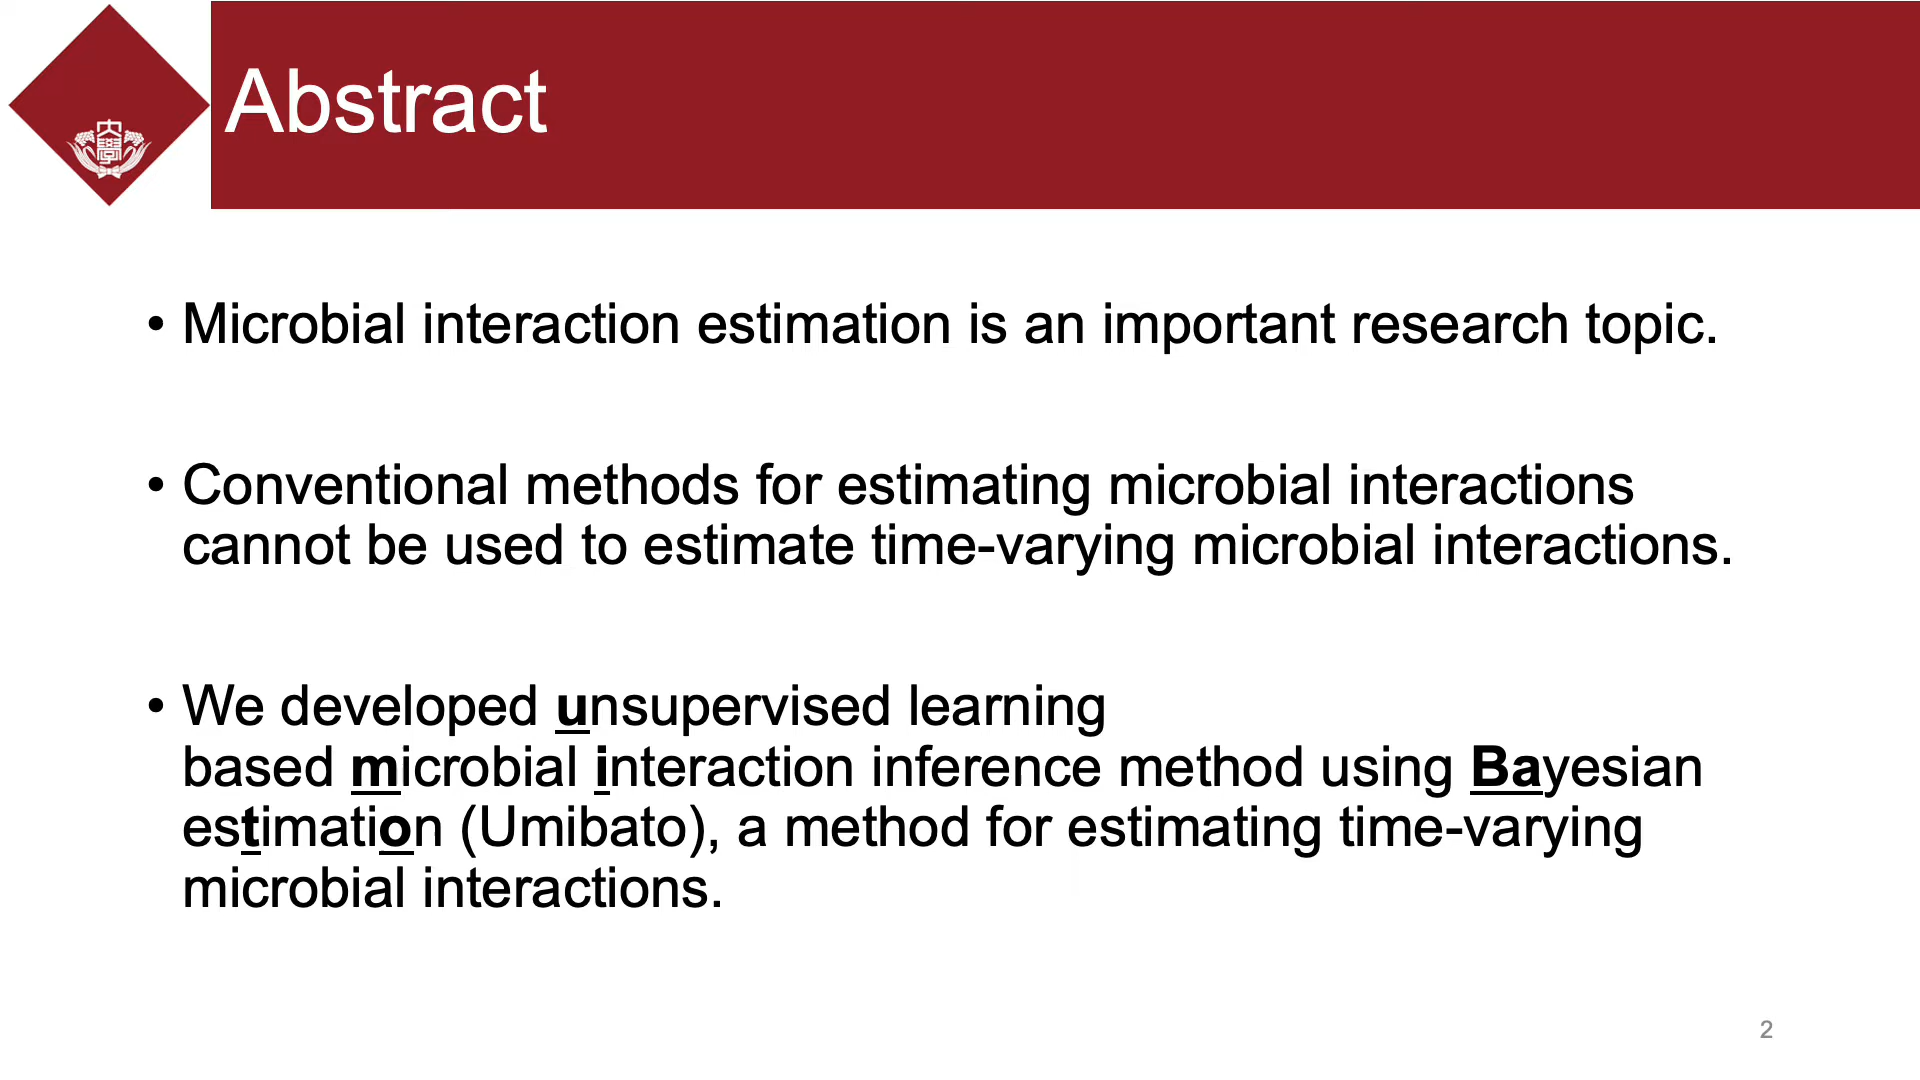 大
學
Abstract
• Microbial interaction estimation is an important research topic.
• Conventional methods for estimating microbial interactions
cannot be used to estimate time-varying microbial interactions.
• We developed unsupervised learning
based microbial interaction inference method using Bayesian
estimation (Umibato), a method for estimating time-varying
microbial interactions.
2